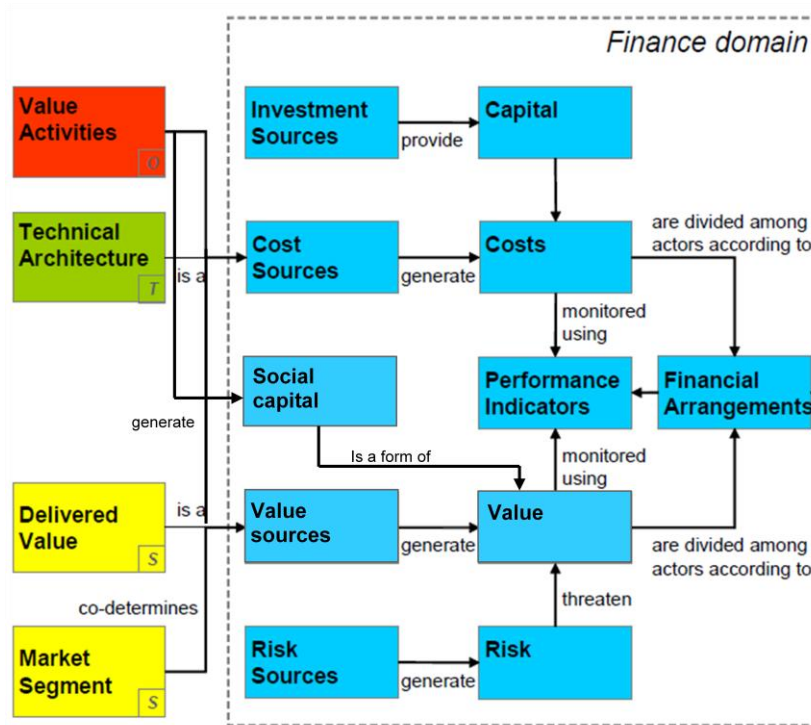 Finance domain
Value
Activities
O
Investment
Sources
provide
Capital
Technical
Architecture
T
is a
Cost
Sources
generate
Costs
are divided among
actors according to
monitored
using
Social
capital
Performance
Indicators
Financial
Arrangements
generate
Is a form of
monitored
using
Delivered
Value
S
is a
Value
sources
generate
Value
are divided among
actors according to
co-determines
threaten
Market
Segment
S
Risk
Sources
generate
Risk